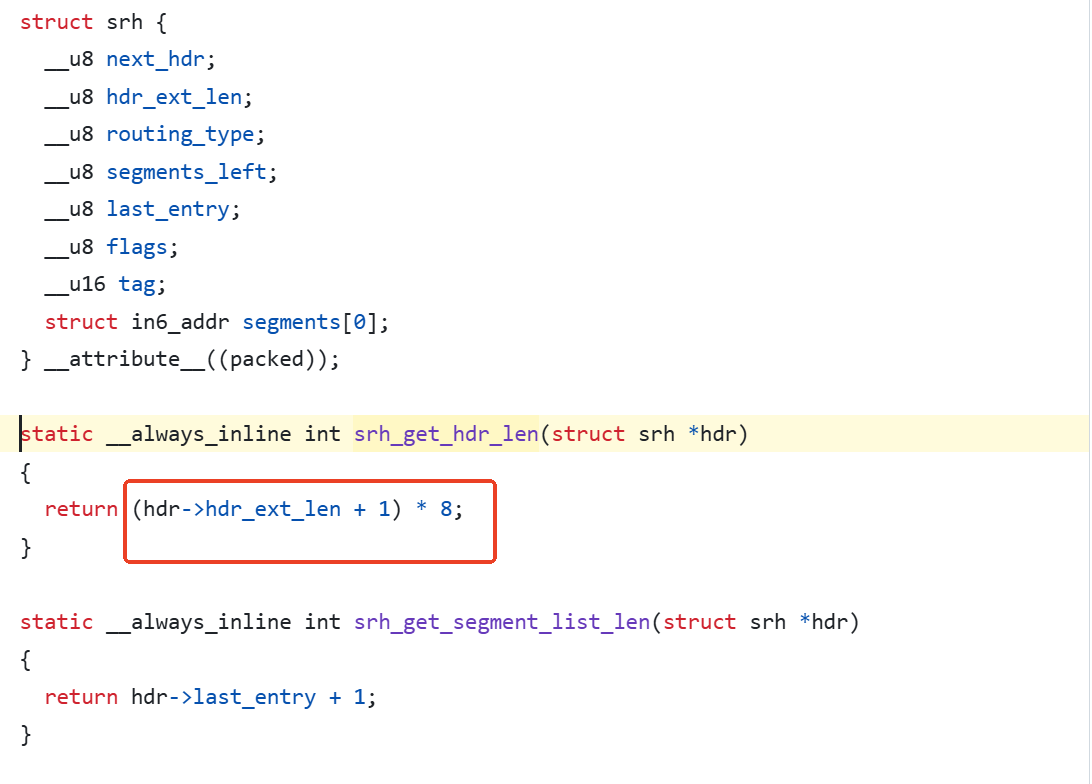 struct srh {
  __u8 next_hdr;
  __u8 hdr_ext_len;
  __u8 routing_type;
  __u8 segments_left;
  __u8 last_entry;
  __u8 flags;
  __u16 tag;
  struct in6_addr segments[0];
} __attribute__((packed));
static __always_inline int srh_get_hdr_len(struct srh *hdr)
{
  return (hdr->hdr_ext_len + 1) * 8;
}
static __always_inline int srh_get_segment_list_len(struct srh *hdr)
{
  return hdr->last_entry + 1;
}